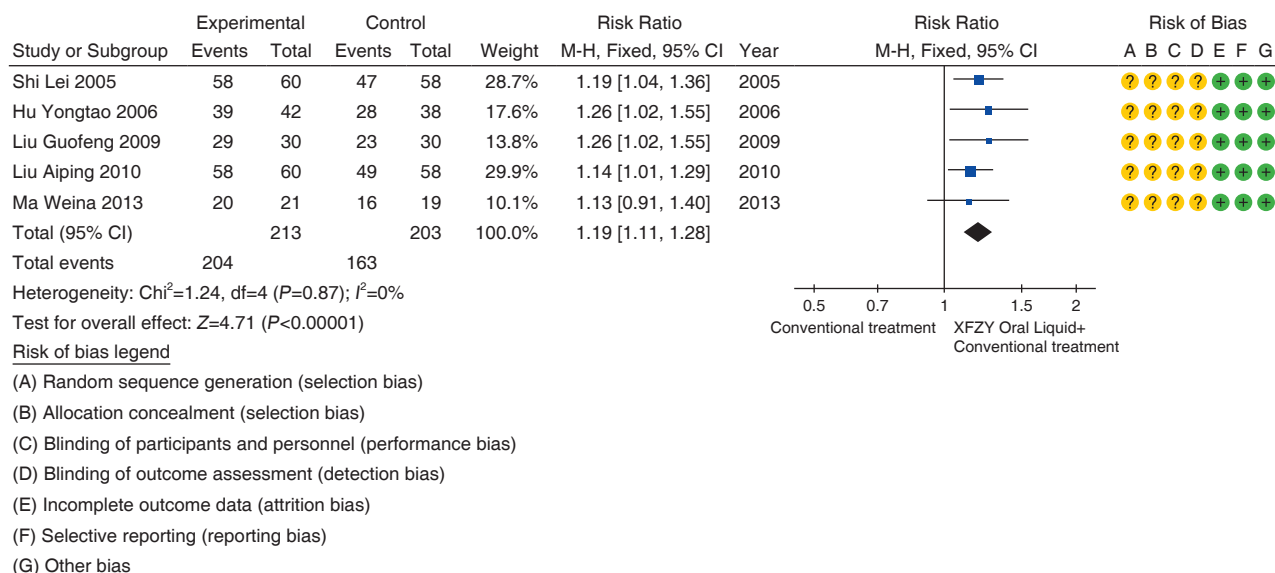 Experimental Control Risk Ratio Risk Ratio Risk of Bias
Study or Subgroup Events Total Events Total Weight M-H, Fixed, 95% CI Year M-H, Fixed, 95% CI A B C D E F G
Shi Lei 2005 58 60 47 58 28.7% 1.19 [1.04, 1.36] 2005 ? ? ? ? + + +
Hu Yongtao 2006 39 42 28 38 17.6% 1.26 [1.02, 1.55] 2006 ? ? ? ? + + +
Liu Guofeng 2009 29 30 23 30 13.8% 1.26 [1.02, 1.55] 2009 ? ? ? ? + + +
Liu Aiping 2010 58 60 49 58 29.9% 1.14 [1.01, 1.29] 2010 ? ? ? ? + + +
Ma Weina 2013 20 21 16 19 10.1% 1.13 [0.91, 1.40] 2013 ? ? ? ? + + +
Total (95% CI) 213 203 100.0% 1.19 [1.11, 1.28]
Total events 204 163
Heterogeneity: Chi²=1.24, df=4 (P=0.87); I²=0%
Test for overall effect: Z=4.71 (P<0.00001)
0.5 0.7 1 1.5 2
Conventional treatment XFZY Oral Liquid+
Conventional treatment
Risk of bias legend
(A) Random sequence generation (selection bias)
(B) Allocation concealment (selection bias)
(C) Blinding of participants and personnel (performance bias)
(D) Blinding of outcome assessment (detection bias)
(E) Incomplete outcome data (attrition bias)
(F) Selective reporting (reporting bias)
(G) Other bias